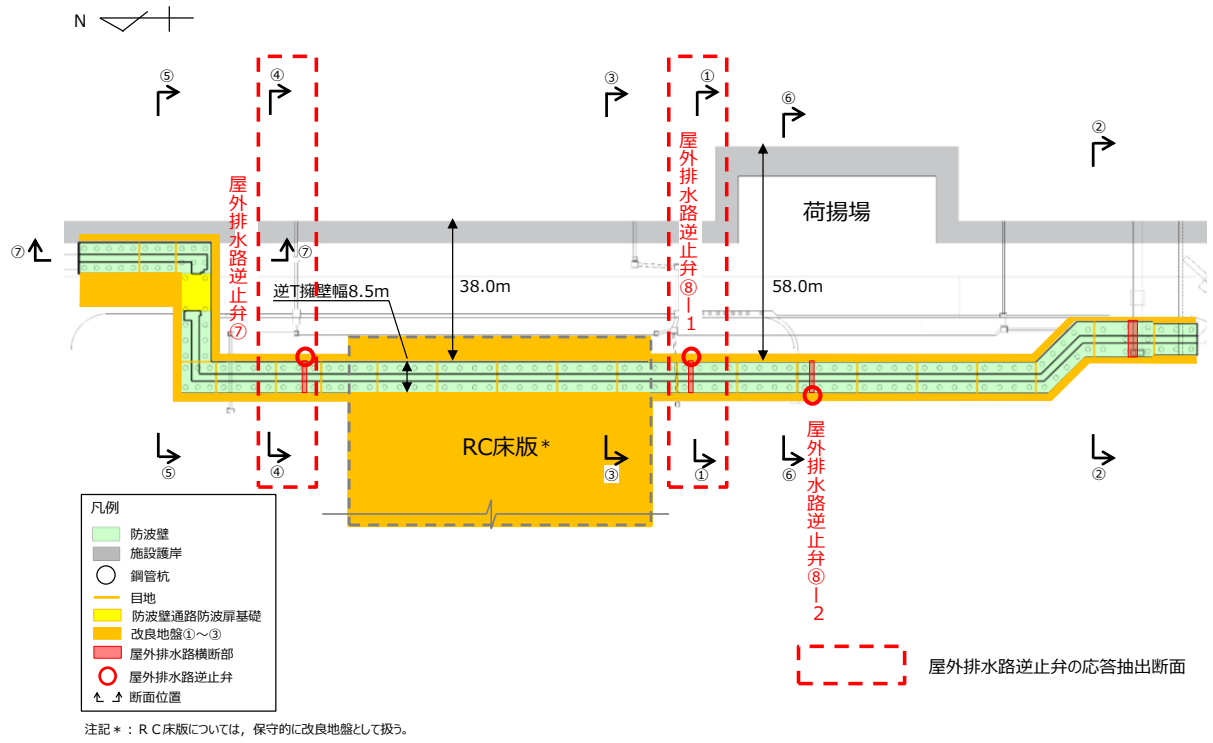 N
⑤
④
③
①
⑥
②
屋外排水路逆止弁⑦
屋外排水路逆止弁⑧ー1
荷揚場
⑦
⑦
逆T擁壁幅8.5m
38.0m
58.0m
RC床版*
⑤
④
③
①
⑥
②
屋外排水路逆止弁⑧ー2
凡例
防波壁
施設護岸
鋼管杭
目地
防波壁通路防波扉基礎
改良地盤①～③
屋外排水路横断部
屋外排水路逆止弁
断面位置
屋外排水路逆止弁の応答抽出断面
注記*：RC床版については，保守的に改良地盤として扱う。